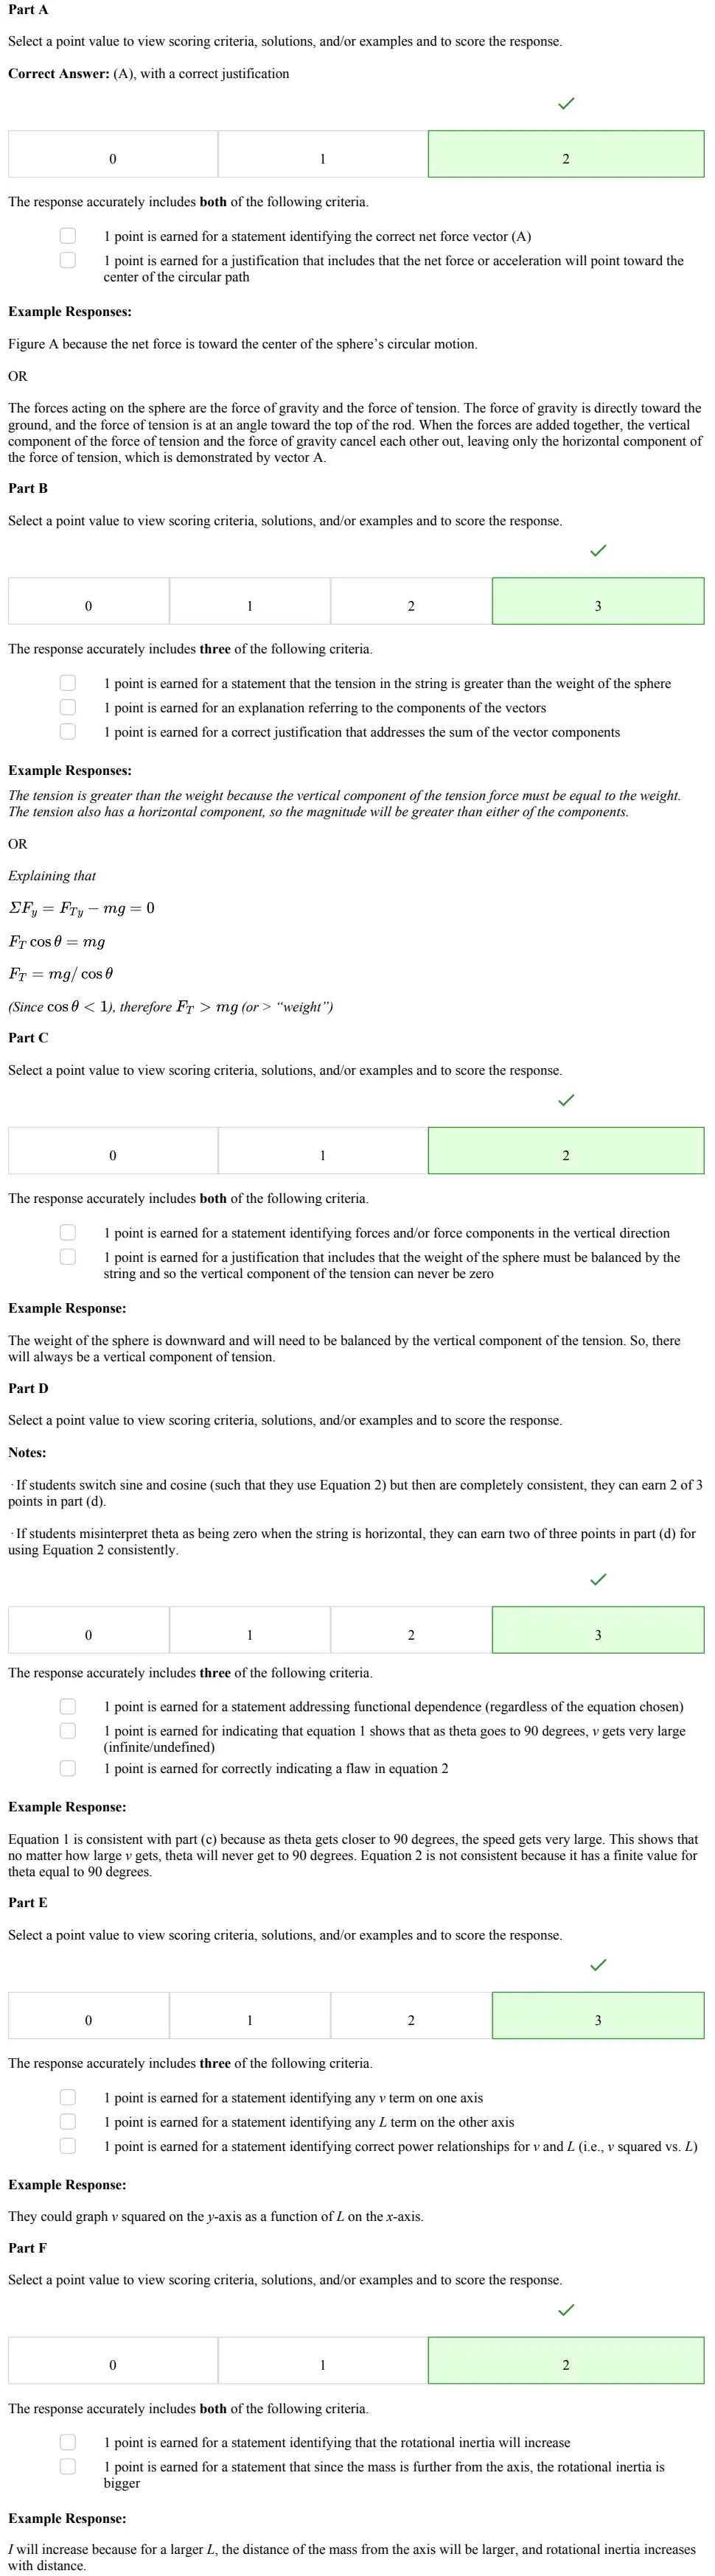 Part A
Select a point value to view scoring criteria, solutions, and/or examples and to score the response.
Correct Answer: (A), with a correct justification
0 1 2
The response accurately includes both of the following criteria.
1 point is earned for a statement identifying the correct net force vector (A)
1 point is earned for a justification that includes that the net force or acceleration will point toward the
center of the circular path
Example Responses:
Figure A because the net force is toward the center of the sphere's circular motion.
OR
The forces acting on the sphere are the force of gravity and the force of tension. The force of gravity is directly toward the
ground, and the force of tension is at an angle toward the top of the rod. When the forces are added together, the vertical
component of the force of tension and the force of gravity cancel each other out, leaving only the horizontal component of
the force of tension, which is demonstrated by vector A.
Part B
Select a point value to view scoring criteria, solutions, and/or examples and to score the response.
0 1 2 3
The response accurately includes three of the following criteria.
1 point is earned for a statement that the tension in the string is greater than the weight of the sphere
1 point is earned for an explanation referring to the components of the vectors
1 point is earned for a correct justification that addresses the sum of the vector components
Example Responses:
The tension is greater than the weight because the vertical component of the tension force must be equal to the weight.
The tension also has a horizontal component, so the magnitude will be greater than either of the components.
OR
Explaining that
ΣF_y = F_{Ty} − mg = 0
F_T cos θ = mg
F_T = mg/ cos θ
(Since cos θ < 1), therefore F_T > mg (or > "weight")
Part C
Select a point value to view scoring criteria, solutions, and/or examples and to score the response.
0 1 2
The response accurately includes both of the following criteria.
1 point is earned for a statement identifying forces and/or force components in the vertical direction
1 point is earned for a justification that includes that the weight of the sphere must be balanced by the
string and so the vertical component of the tension can never be zero
Example Response:
The weight of the sphere is downward and will need to be balanced by the vertical component of the tension. So, there
will always be a vertical component of tension.
Part D
Select a point value to view scoring criteria, solutions, and/or examples and to score the response.
Notes:
· If students switch sine and cosine (such that they use Equation 2) but then are completely consistent, they can earn 2 of 3
points in part (d).
· If students misinterpret theta as being zero when the string is horizontal, they can earn two of three points in part (d) for
using Equation 2 consistently.
0 1 2 3
The response accurately includes three of the following criteria.
1 point is earned for a statement addressing functional dependence (regardless of the equation chosen)
1 point is earned for indicating that equation 1 shows that as theta goes to 90 degrees, v gets very large
(infinite/undefined)
1 point is earned for correctly indicating a flaw in equation 2
Example Response:
Equation 1 is consistent with part (c) because as theta gets closer to 90 degrees, the speed gets very large. This shows that
no matter how large v gets, theta will never get to 90 degrees. Equation 2 is not consistent because it has a finite value for
theta equal to 90 degrees.
Part E
Select a point value to view scoring criteria, solutions, and/or examples and to score the response.
0 1 2 3
The response accurately includes three of the following criteria.
1 point is earned for a statement identifying any v term on one axis
1 point is earned for a statement identifying any L term on the other axis
1 point is earned for a statement identifying correct power relationships for v and L (i.e., v squared vs. L)
Example Response:
They could graph v squared on the y-axis as a function of L on the x-axis.
Part F
Select a point value to view scoring criteria, solutions, and/or examples and to score the response.
0 1 2
The response accurately includes both of the following criteria.
1 point is earned for a statement identifying that the rotational inertia will increase
1 point is earned for a statement that since the mass is further from the axis, the rotational inertia is
bigger
Example Response:
I will increase because for a larger L, the distance of the mass from the axis will be larger, and rotational inertia increases
with distance.